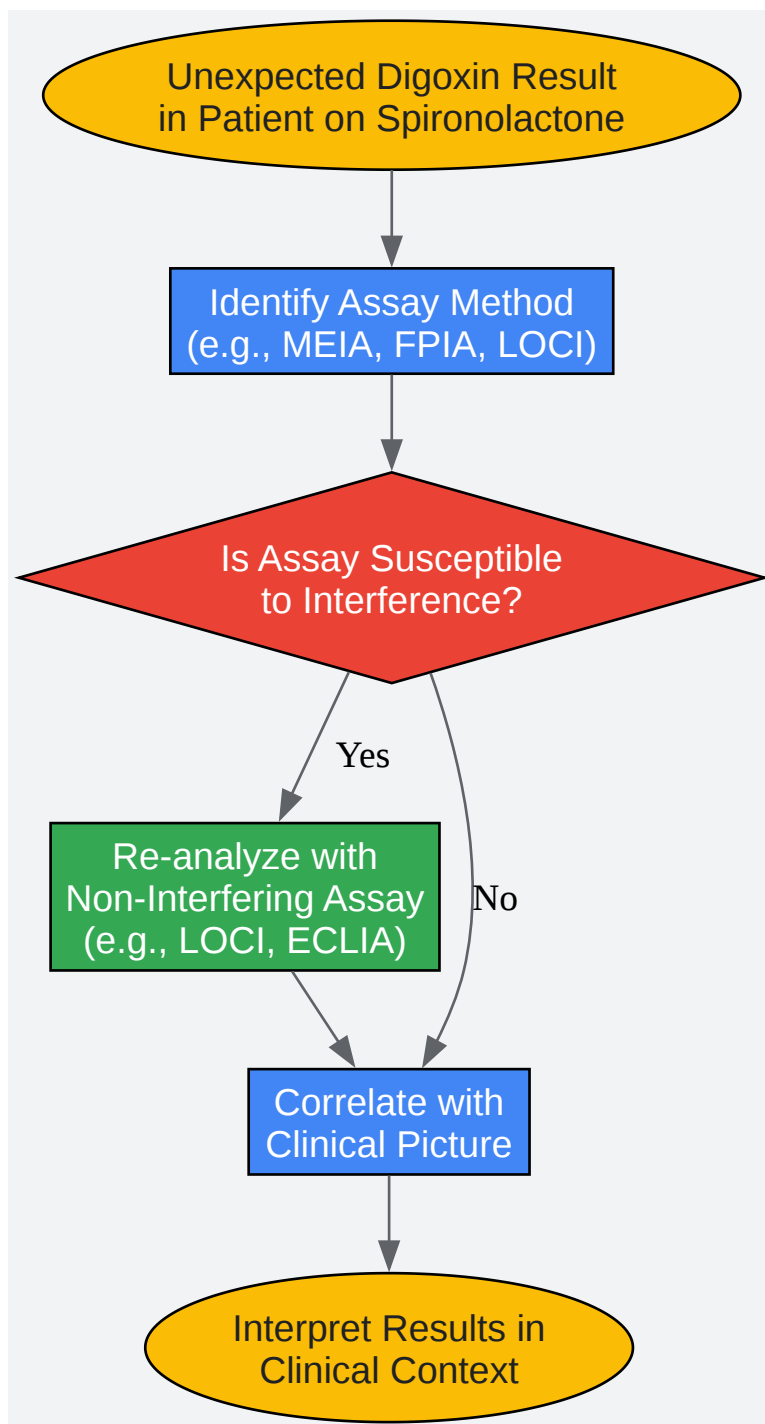 Unexpected Digoxin Result
in Patient on Spironolactone
Identify Assay Method
(e.g., MEIA, FPIA, LOCI)
Is Assay Susceptible
to Interference?
Yes
Re-analyze with
Non-Interfering Assay
(e.g., LOCI, ECLIA)
No
Correlate with
Clinical Picture
Interpret Results in
Clinical Context